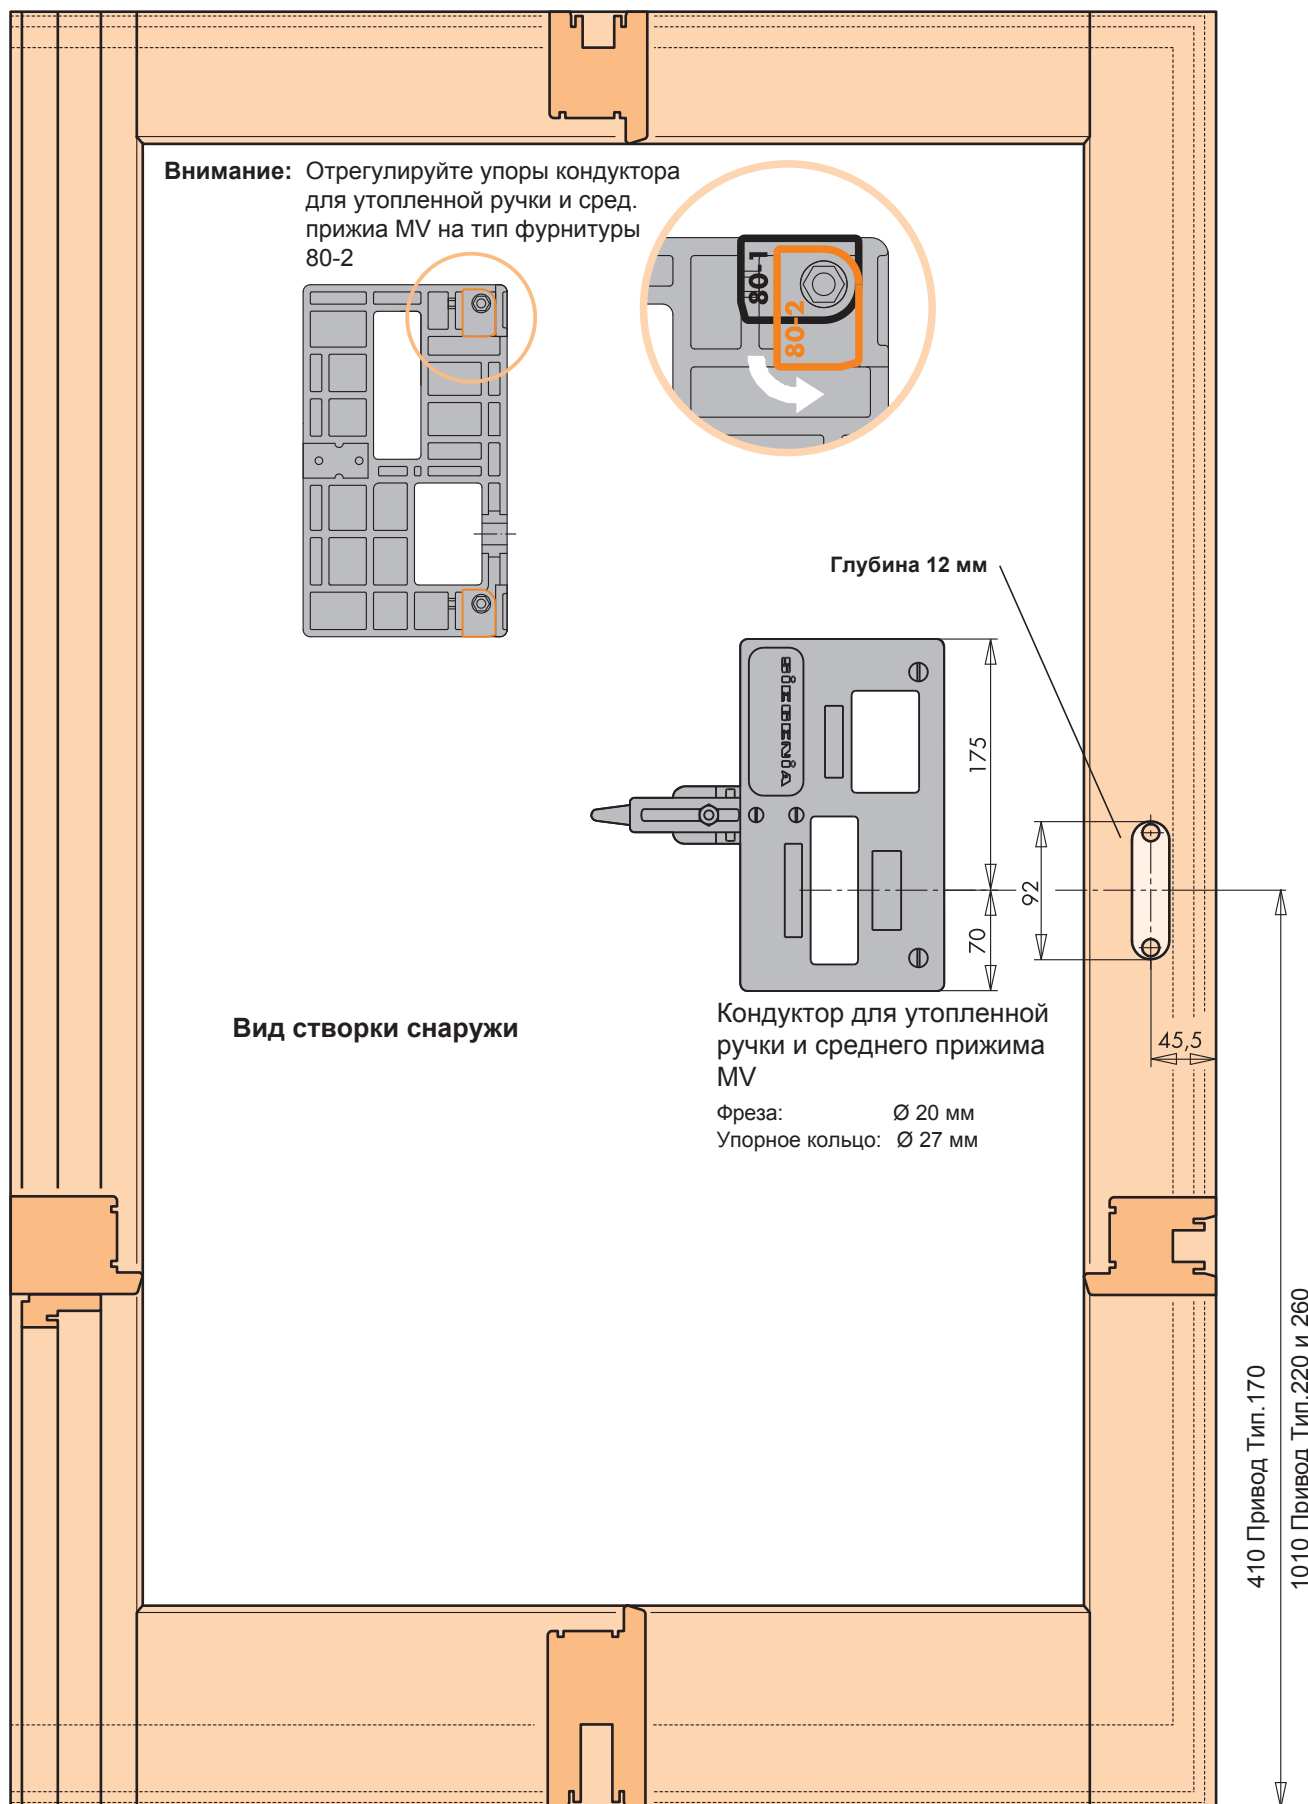 Внимание: Отрегулируйте упоры кондуктора
для утопленной ручки и сред.
прижиа MV на тип фурнитуры
80-2
80-1
80-2
Глубина 12 мм
SIEGENIA
175
92
70
45,5
Вид створки снаружи
Кондуктор для утопленной
ручки и среднего прижима
MV
Фреза: Ø 20 мм
Упорное кольцо: Ø 27 мм
410 Привод Тип.170
1010 Привод Тип.220 и 260